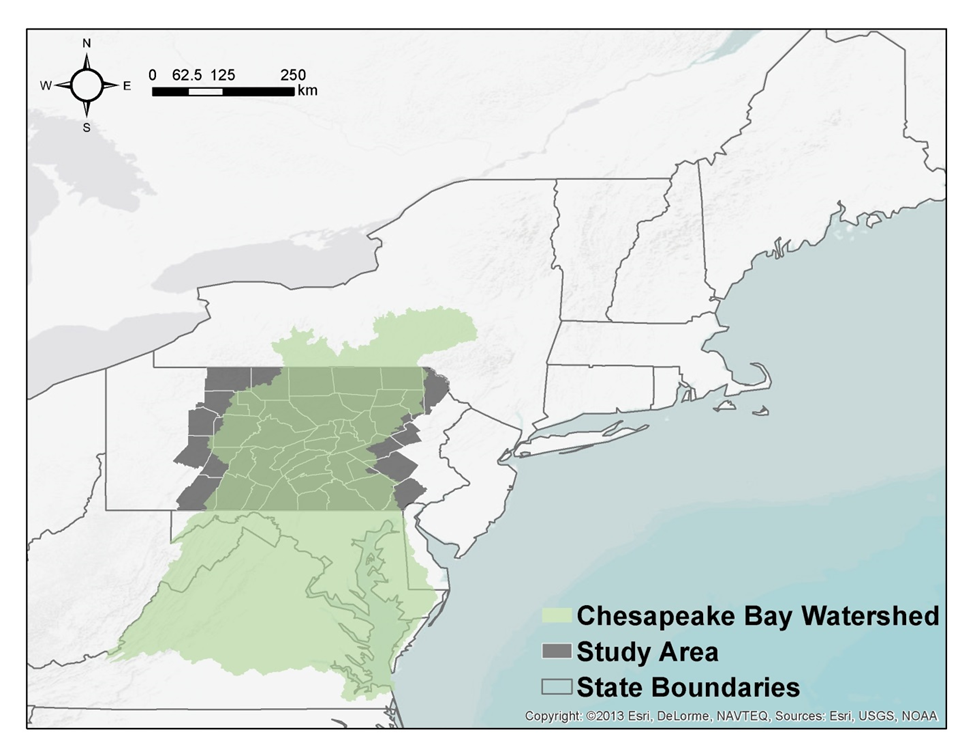 N
W E
S
0 62.5 125 250
km
Chesapeake Bay Watershed
Study Area
State Boundaries
Copyright: ©2013 Esri, DeLorme, NAVTEQ, Sources: Esri, USGS, NOAA